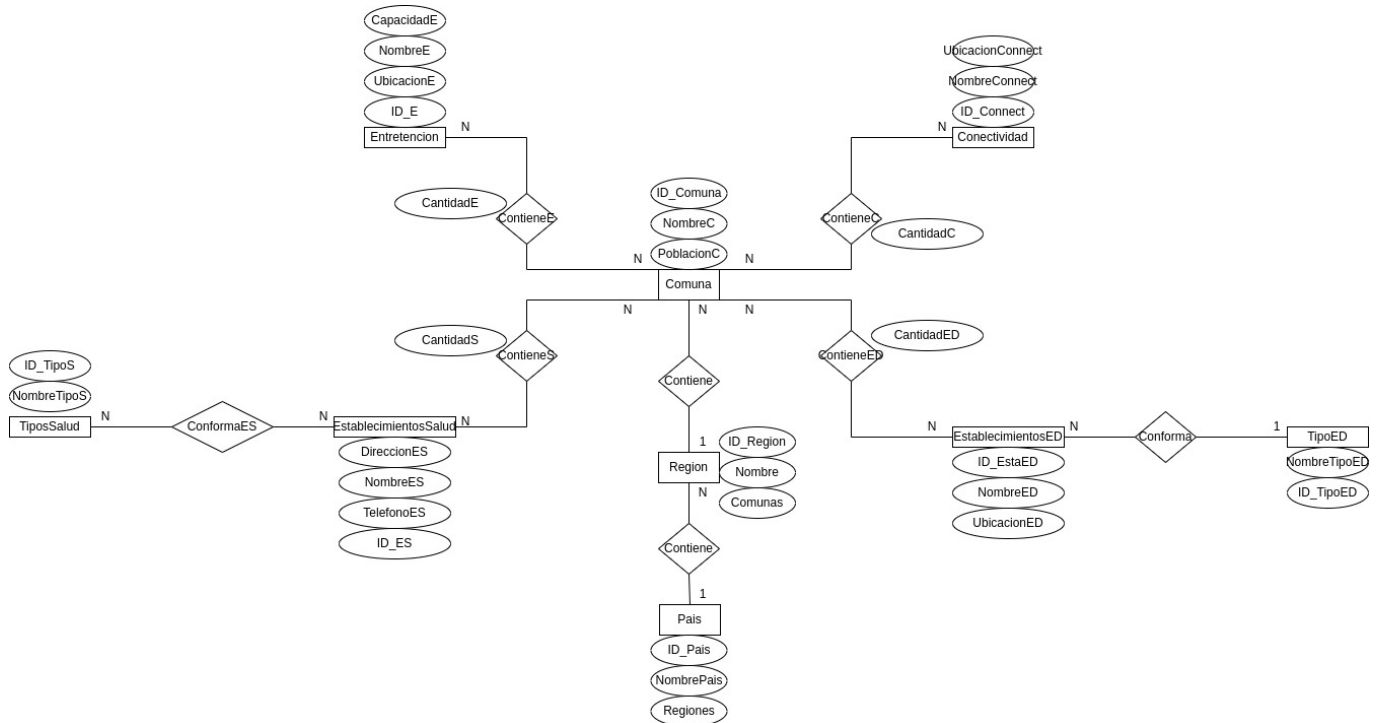 CapacidadE
NombreE
UbicacionE
ID_E
Entretencion
N
UbicacionConnect
NombreConnect
ID_Connect
Conectividad
N
CantidadE
ContieneE
ID_Comuna
NombreC
PoblacionC
Comuna
ContieneC
CantidadC
N
N
N
N
N
CantidadS
ContieneS
Contiene
CantidadED
ContieneED
ID_TipoS
NombreTipoS
TiposSalud
N
ConformaES
N
EstablecimientosSalud
N
DireccionES
NombreES
TelefonoES
ID_ES
1
Region
N
ID_Region
Nombre
Comunas
N
EstablecimientosED
N
ID_EstaED
NombreED
UbicacionED
Conforma
1
TipoED
NombreTipoED
ID_TipoED
Contiene
1
Pais
ID_Pais
NombrePais
Regiones